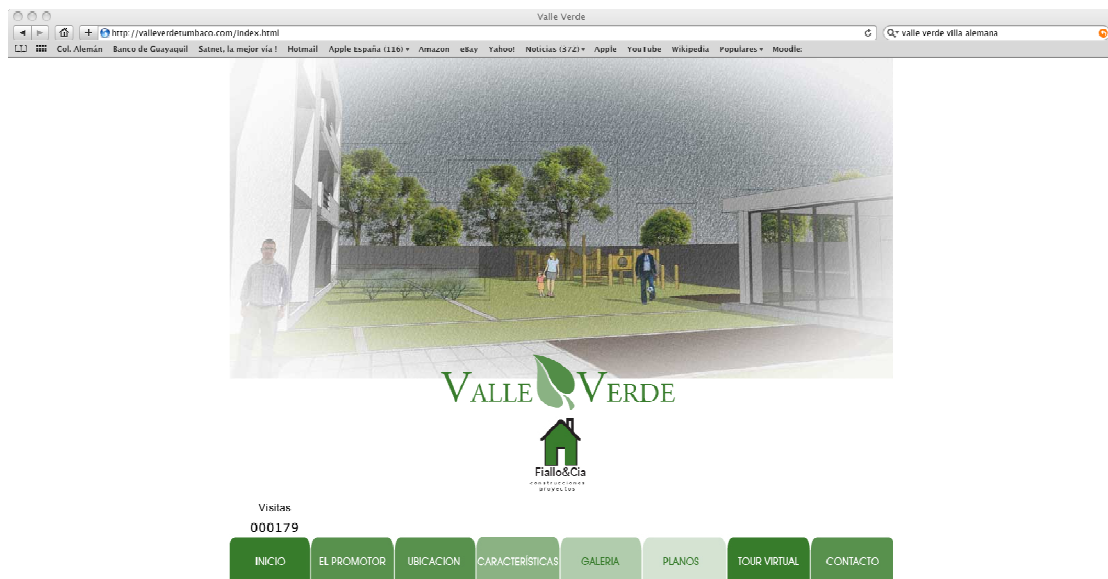 Valle Verde
http://valleverdetumbaco.com/index.html
valle verde villa alemana
Col. Alemán Banco de Guayaquil Satnet, la mejor vía ! Hotmail Apple España (116) Amazon eBay Yahoo! Noticias (372) Apple YouTube Wikipedia Populares Moodle:
VALLE VERDE
Fiallo&Cia
construcciones
proyectos
Visitas
000179
INICIO EL PROMOTOR UBICACION CARACTERÍSTICAS GALERIA PLANOS TOUR VIRTUAL CONTACTO